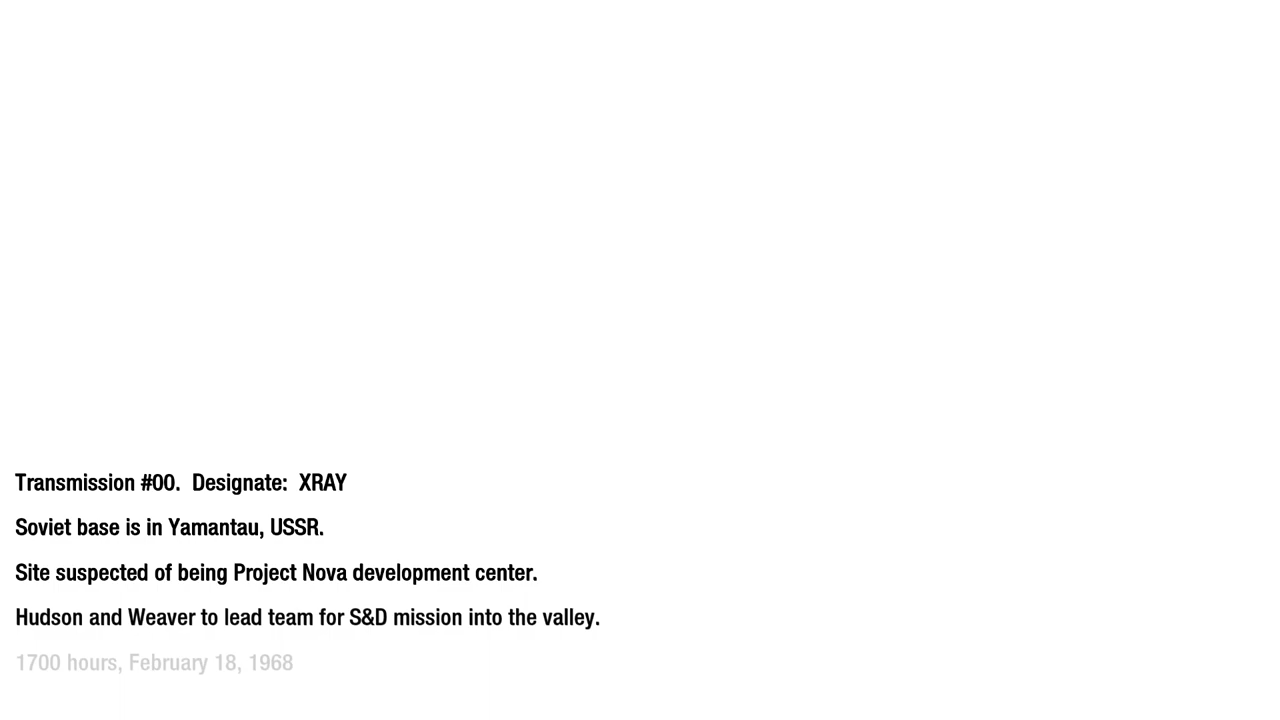 Transmission #00.  Designate:  XRAY
Soviet base is in Yamantau, USSR.
Site suspected of being Project Nova development center.
Hudson and Weaver to lead team for S&D mission into the valley.
1700 hours, February 18, 1968